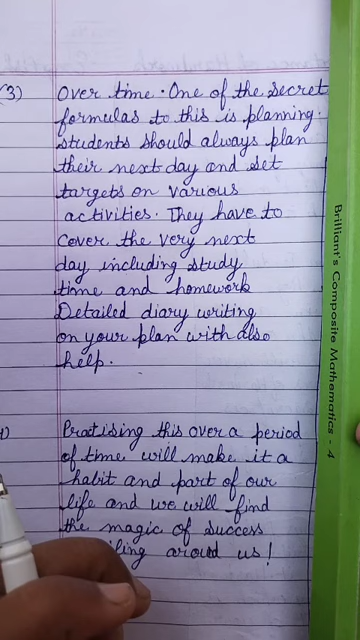 (3) Over time. One of the secret
formulas to this is planning.
students should always plan
their next day and set
targets on various
activities. They have to
cover the very next
day including study
time and homework
Detailed diary writing
on your plan with also
help.
Practising this over a period
of time will make it a
habit and part of our
life and we will find
the magic of success
around us!
Brilliant's Composite Mathematics - 4